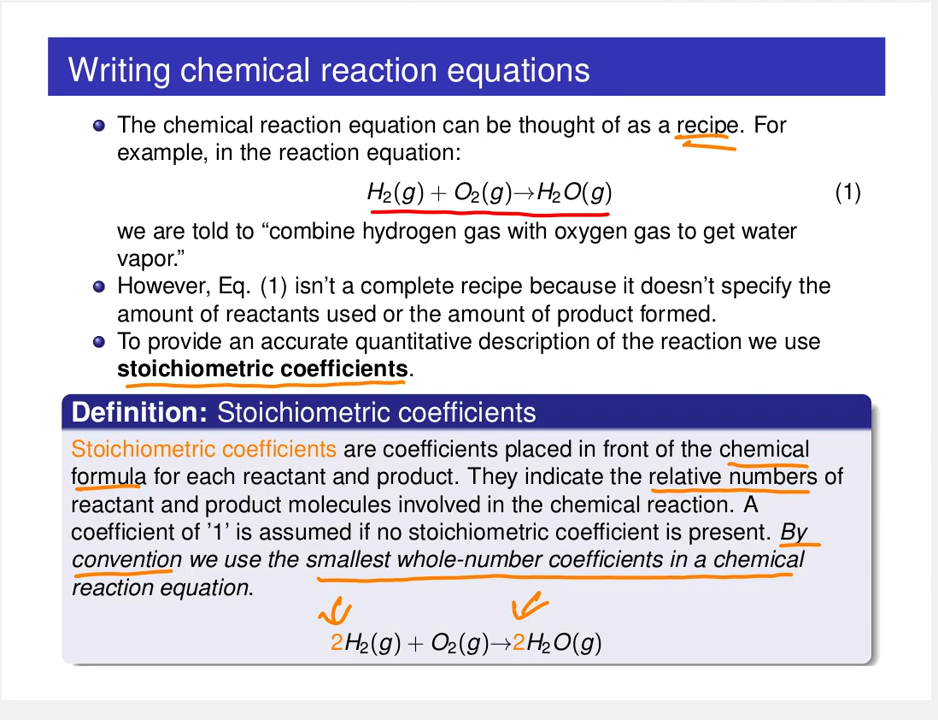 Writing chemical reaction equations
The chemical reaction equation can be thought of as a recipe. For
example, in the reaction equation:
H₂(g) + O₂(g)→H₂O(g) (1)
we are told to “combine hydrogen gas with oxygen gas to get water
vapor.”
However, Eq. (1) isn’t a complete recipe because it doesn’t specify the
amount of reactants used or the amount of product formed.
To provide an accurate quantitative description of the reaction we use
stoichiometric coefficients.
Definition: Stoichiometric coefficients
Stoichiometric coefficients are coefficients placed in front of the chemical
formula for each reactant and product. They indicate the relative numbers of
reactant and product molecules involved in the chemical reaction. A
coefficient of ’1’ is assumed if no stoichiometric coefficient is present. By
convention we use the smallest whole-number coefficients in a chemical
reaction equation.
2H₂(g) + O₂(g)→2H₂O(g)